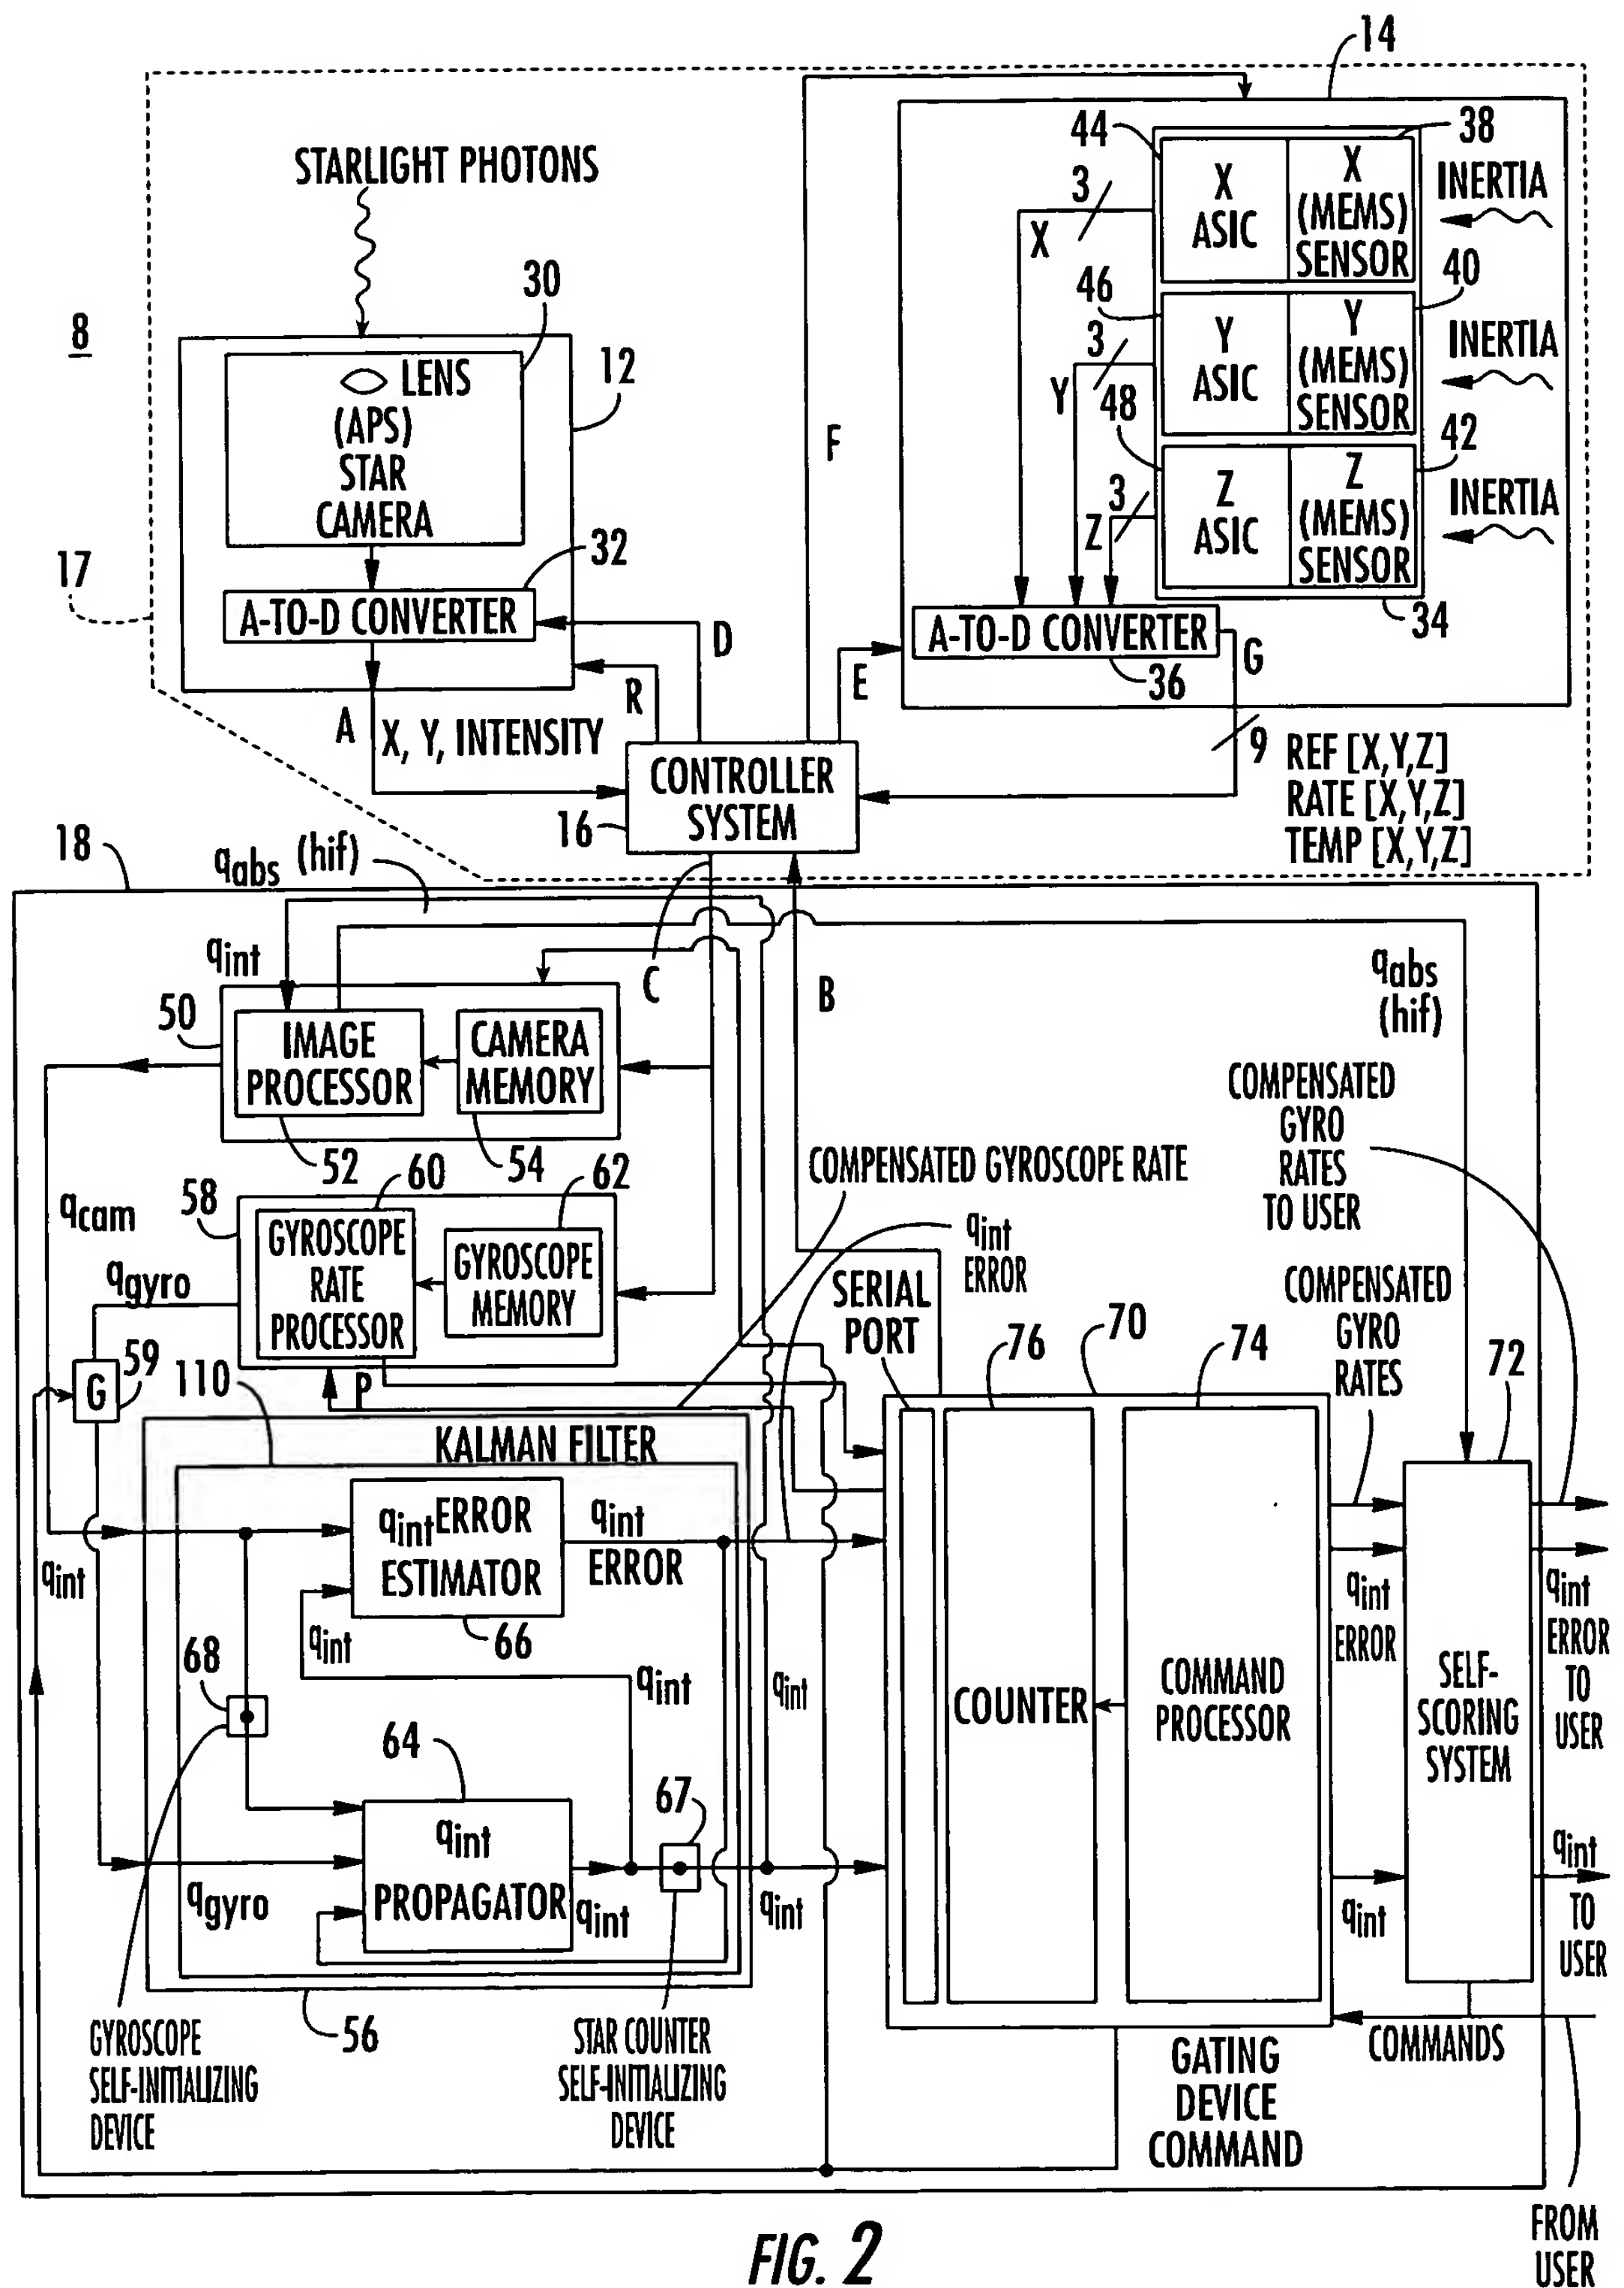 14
STARLIGHT PHOTONS
8
30
LENS
(APS)
STAR
CAMERA
12
32
A-TO-D CONVERTER
17
A
X, Y, INTENSITY
R
D
F
E
CONTROLLER
SYSTEM
16
44
38
X
ASIC
X
(MEMS)
SENSOR
INERTIA
3
X
46
40
Y
ASIC
Y
(MEMS)
SENSOR
INERTIA
3
Y
48
42
Z
ASIC
Z
(MEMS)
SENSOR
INERTIA
3
Z
34
A-TO-D CONVERTER
36
G
9
REF [X,Y,Z]
RATE [X,Y,Z]
TEMP [X,Y,Z]
18
qabs (hif)
qint
C
B
qabs
(hif)
50
IMAGE
PROCESSOR
CAMERA
MEMORY
52
54
qcam
58
60
62
GYROSCOPE
RATE
PROCESSOR
GYROSCOPE
MEMORY
COMPENSATED GYROSCOPE RATE
qint
ERROR
COMPENSATED
GYRO
RATES
TO USER
COMPENSATED
GYRO
RATES
qgyro
G
59
P
110
SERIAL
PORT
76
70
74
72
KALMAN FILTER
qint ERROR
ESTIMATOR
66
qint
ERROR
qint
qint
qint
qint
68
64
qint
PROPAGATOR
qgyro
qint
67
qint
COUNTER
COMMAND
PROCESSOR
qint
ERROR
SELF-
SCORING
SYSTEM
qint
ERROR
TO
USER
qint
qint
TO
USER
56
GYROSCOPE
SELF-INITIALIZING
DEVICE
STAR COUNTER
SELF-INITIALIZING
DEVICE
GATING
DEVICE
COMMAND
COMMANDS
FROM
USER
FIG. 2